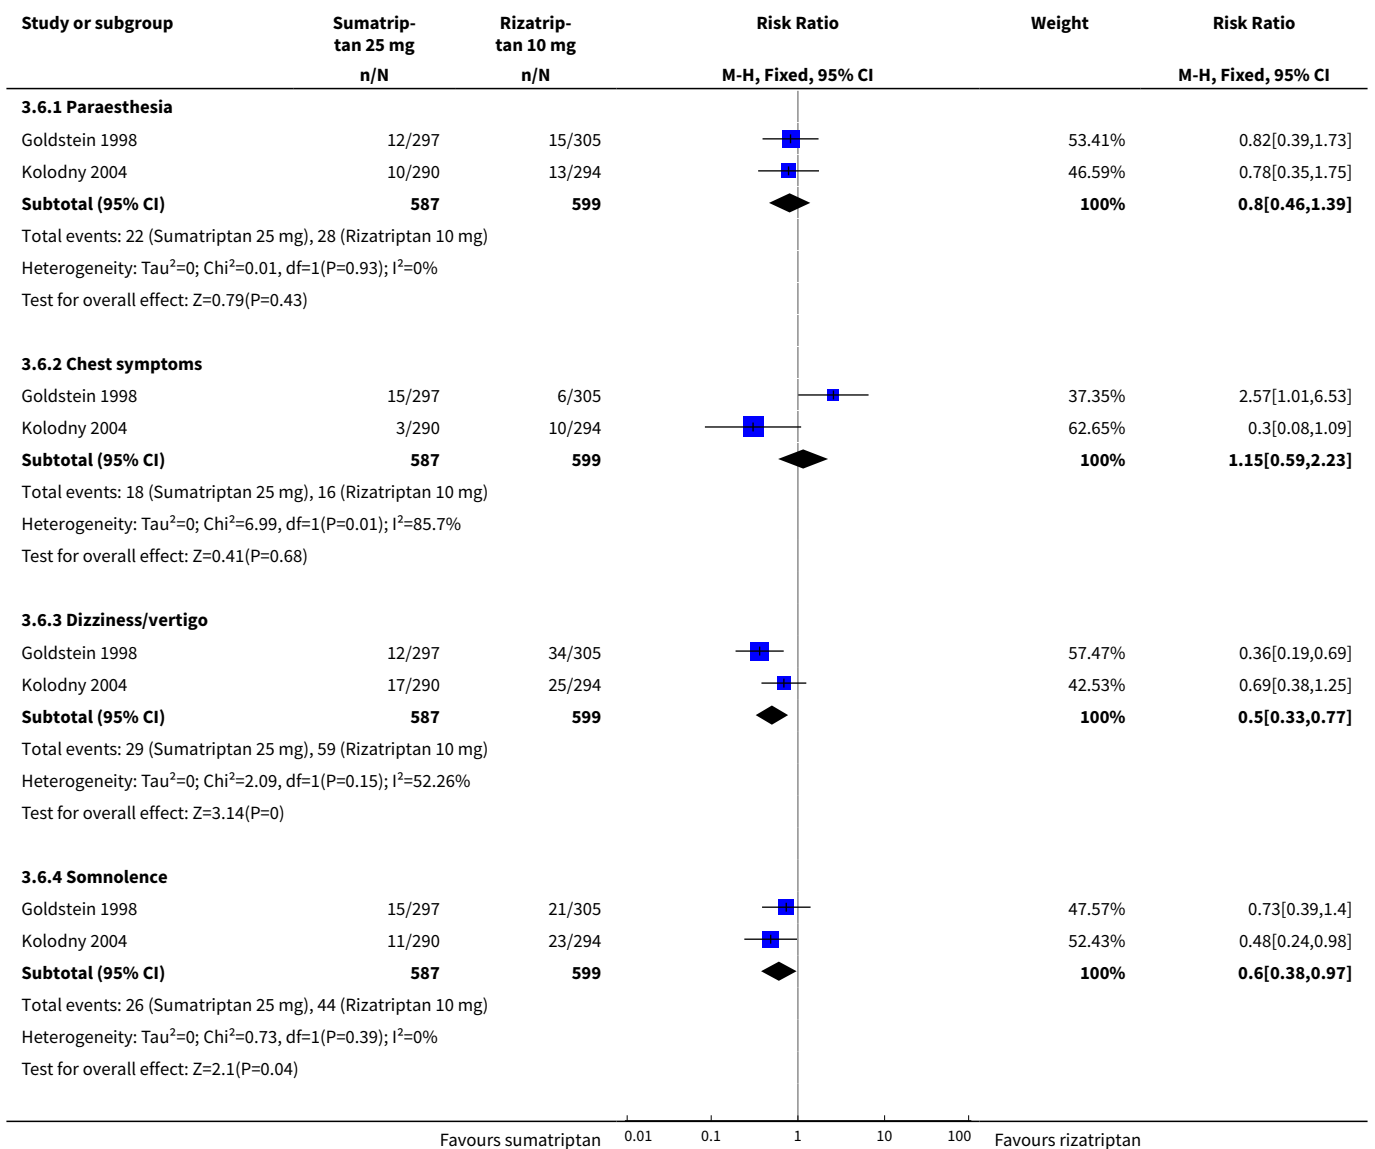 Study or subgroup Sumatrip- Rizatrip- Risk Ratio Weight Risk Ratio
tan 25 mg tan 10 mg
n/N n/N M-H, Fixed, 95% CI M-H, Fixed, 95% CI
3.6.1 Paraesthesia
Goldstein 1998 12/297 15/305 53.41% 0.82[0.39,1.73]
Kolodny 2004 10/290 13/294 46.59% 0.78[0.35,1.75]
Subtotal (95% CI) 587 599 100% 0.8[0.46,1.39]
Total events: 22 (Sumatriptan 25 mg), 28 (Rizatriptan 10 mg)
Heterogeneity: Tau²=0; Chi²=0.01, df=1(P=0.93); I²=0%
Test for overall effect: Z=0.79(P=0.43)
3.6.2 Chest symptoms
Goldstein 1998 15/297 6/305 37.35% 2.57[1.01,6.53]
Kolodny 2004 3/290 10/294 62.65% 0.3[0.08,1.09]
Subtotal (95% CI) 587 599 100% 1.15[0.59,2.23]
Total events: 18 (Sumatriptan 25 mg), 16 (Rizatriptan 10 mg)
Heterogeneity: Tau²=0; Chi²=6.99, df=1(P=0.01); I²=85.7%
Test for overall effect: Z=0.41(P=0.68)
3.6.3 Dizziness/vertigo
Goldstein 1998 12/297 34/305 57.47% 0.36[0.19,0.69]
Kolodny 2004 17/290 25/294 42.53% 0.69[0.38,1.25]
Subtotal (95% CI) 587 599 100% 0.5[0.33,0.77]
Total events: 29 (Sumatriptan 25 mg), 59 (Rizatriptan 10 mg)
Heterogeneity: Tau²=0; Chi²=2.09, df=1(P=0.15); I²=52.26%
Test for overall effect: Z=3.14(P=0)
3.6.4 Somnolence
Goldstein 1998 15/297 21/305 47.57% 0.73[0.39,1.4]
Kolodny 2004 11/290 23/294 52.43% 0.48[0.24,0.98]
Subtotal (95% CI) 587 599 100% 0.6[0.38,0.97]
Total events: 26 (Sumatriptan 25 mg), 44 (Rizatriptan 10 mg)
Heterogeneity: Tau²=0; Chi²=0.73, df=1(P=0.39); I²=0%
Test for overall effect: Z=2.1(P=0.04)
Favours sumatriptan 0.01 0.1 1 10 100 Favours rizatriptan